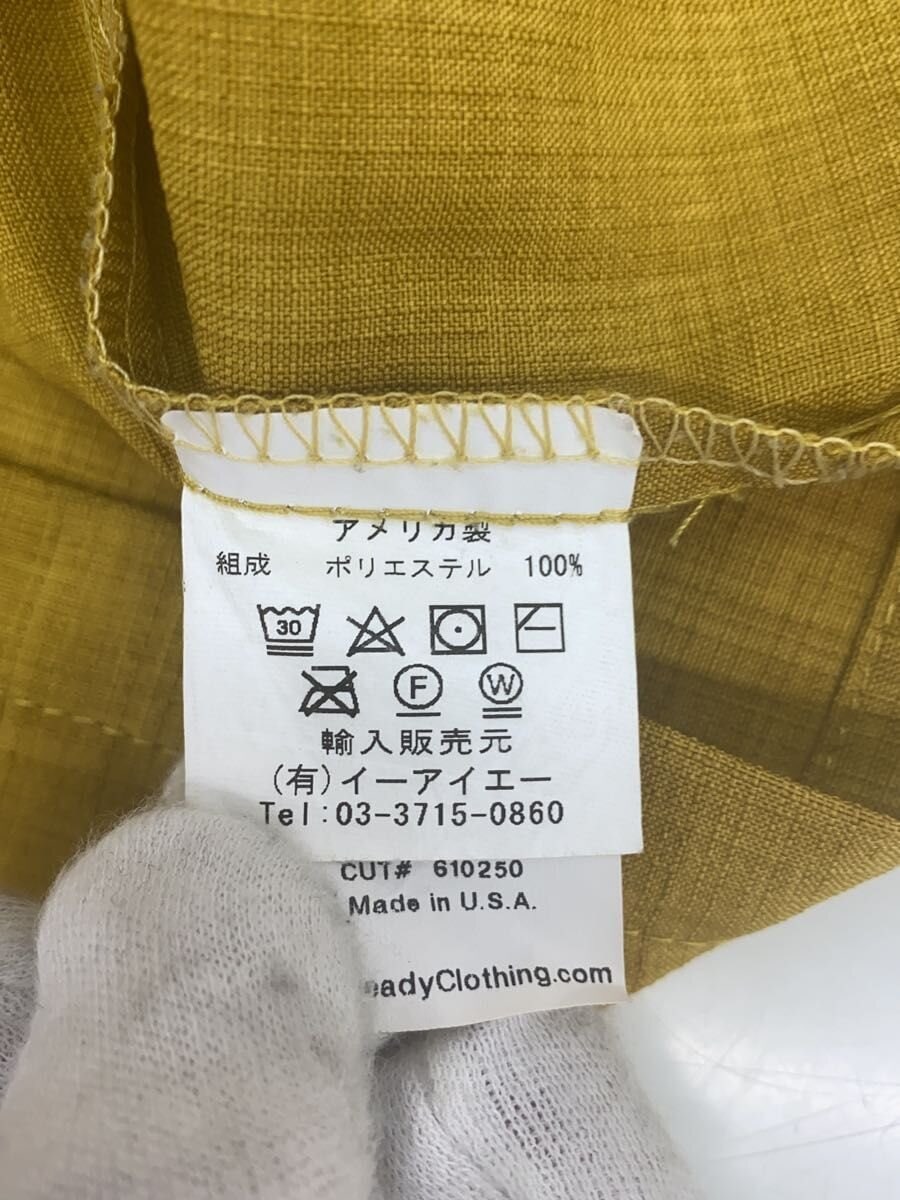 アメリカ製
組成 ポリエステル 100%
30
F W
輸入販売元
(有)イーアイエー
Tel:03-3715-0860
CUT# 610250
Made in U.S.A.
eadyClothing.com